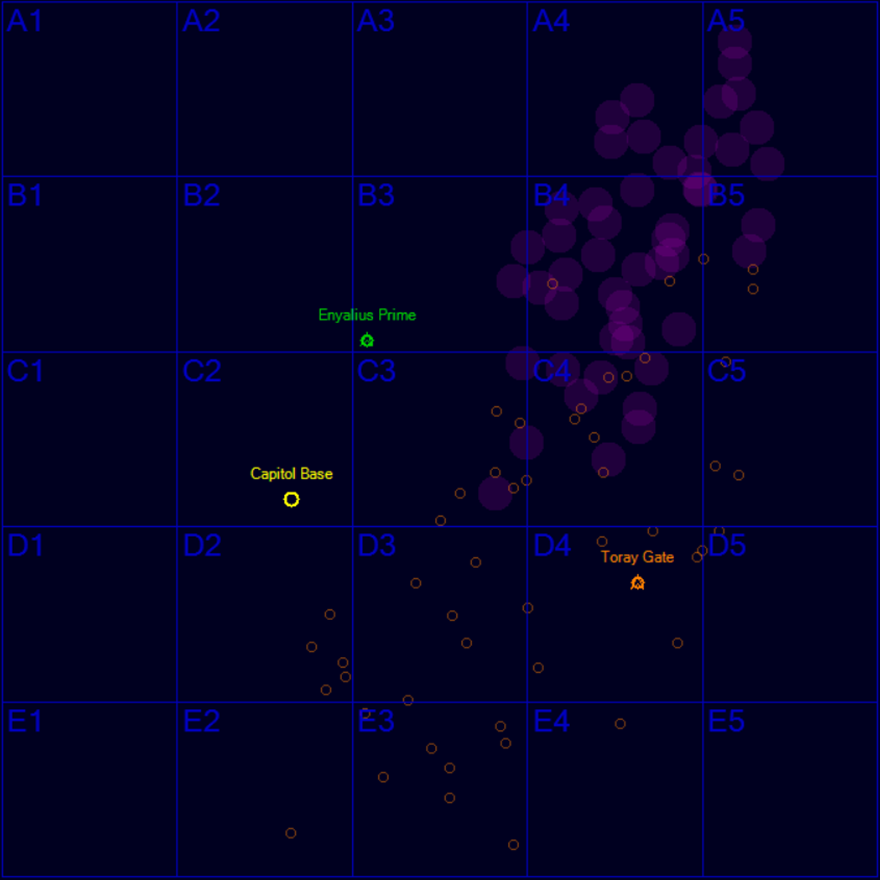 A1 A2 A3 A4 A5
B1 B2 B3 B4 B5
Enyalius Prime
C1 C2 C3 C4 C5
Capitol Base
D1 D2 D3 D4 D5
Toray Gate
E1 E2 E3 E4 E5